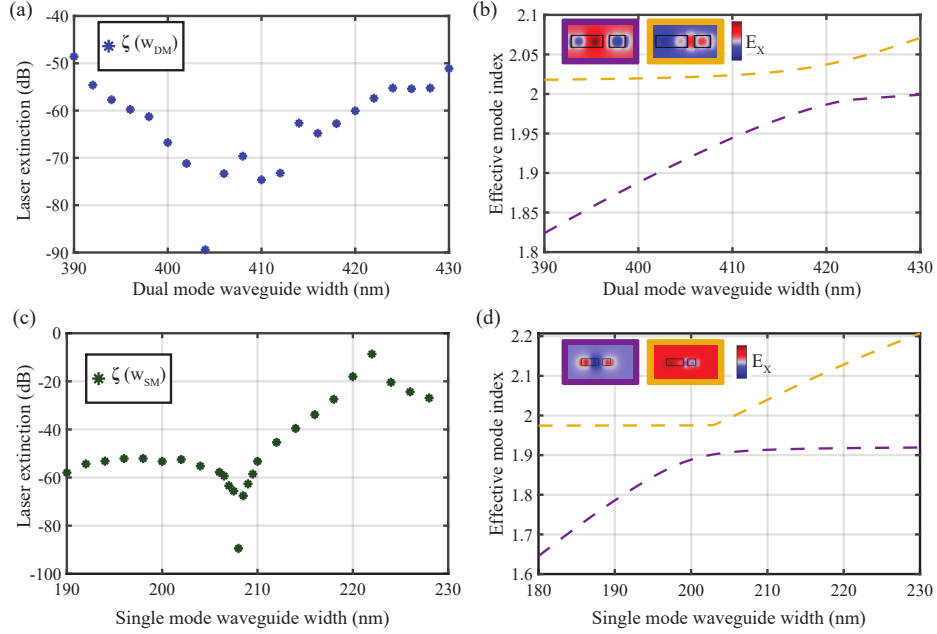 (a)
-40
-50
-60
-70
-80
-90
390
400
410
420
430
Laser extinction (dB)
Dual mode waveguide width (nm)
ζ (w_DM)
(b)
2.1
2.05
2
1.95
1.9
1.85
1.8
390
400
410
420
430
Effective mode index
Dual mode waveguide width (nm)
E_X
(c)
0
-20
-40
-60
-80
-100
190
200
210
220
230
Laser extinction (dB)
Single mode waveguide width (nm)
ζ (w_SM)
(d)
2.2
2.1
2
1.9
1.8
1.7
1.6
180
190
200
210
220
230
Effective mode index
Single mode waveguide width (nm)
E_X